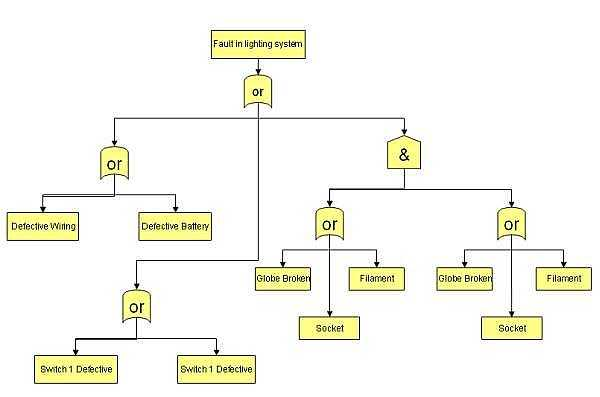 Fault in lighting system
or
or
&
Defective Wiring
Defective Battery
or
or
Globe Broken
Filament
Globe Broken
Filament
or
Socket
Socket
Switch 1 Defective
Switch 1 Defective